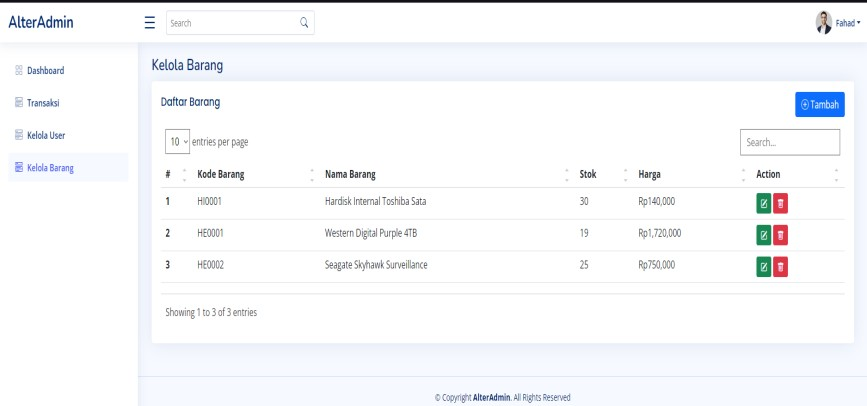 AlterAdmin
Search
Fahad
Dashboard
Transaksi
Kelola User
Kelola Barang
Kelola Barang
Daftar Barang
Tambah
10 entries per page
Search...
# Kode Barang Nama Barang Stok Harga Action
1 HI0001 Hardisk Internal Toshiba Sata 30 Rp140,000
2 HE0001 Western Digital Purple 4TB 19 Rp1,720,000
3 HE0002 Seagate Skyhawk Surveillance 25 Rp750,000
Showing 1 to 3 of 3 entries
© Copyright AlterAdmin. All Rights Reserved